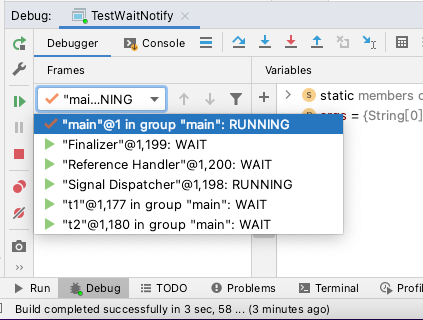 Debug: TestWaitNotify
Debugger Console
Frames Variables
"mai...NING
static members o
args = {String[0]
"main"@1 in group "main": RUNNING
"Finalizer"@1,199: WAIT
"Reference Handler"@1,200: WAIT
"Signal Dispatcher"@1,198: RUNNING
"t1"@1,177 in group "main": WAIT
"t2"@1,180 in group "main": WAIT
Run Debug TODO Problems Terminal Profi
Build completed successfully in 3 sec, 58 ... (3 minutes ago)